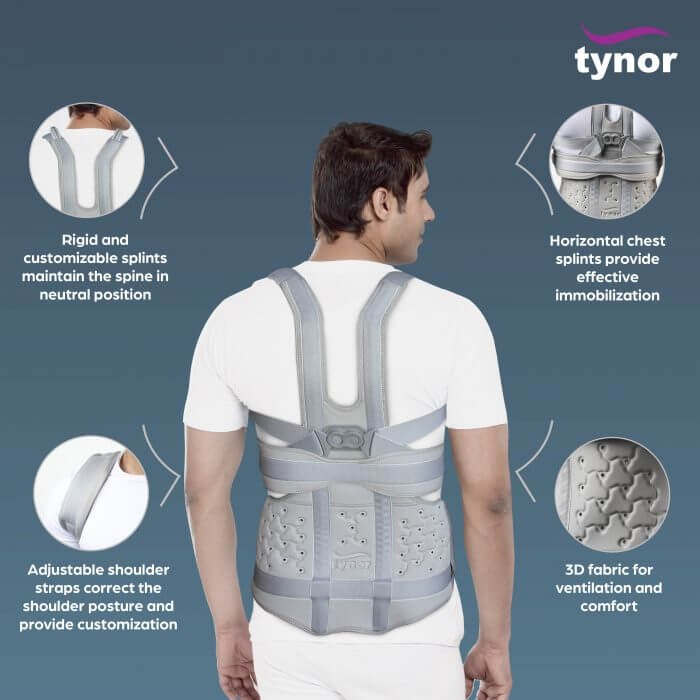 tynor
Rigid and
customizable splints
maintain the spine in
neutral position
Horizontal chest
splints provide
effective
immobilization
tynor
Adjustable shoulder
straps correct the
shoulder posture and
provide customization
tynor
3D fabric for
ventilation and
comfort